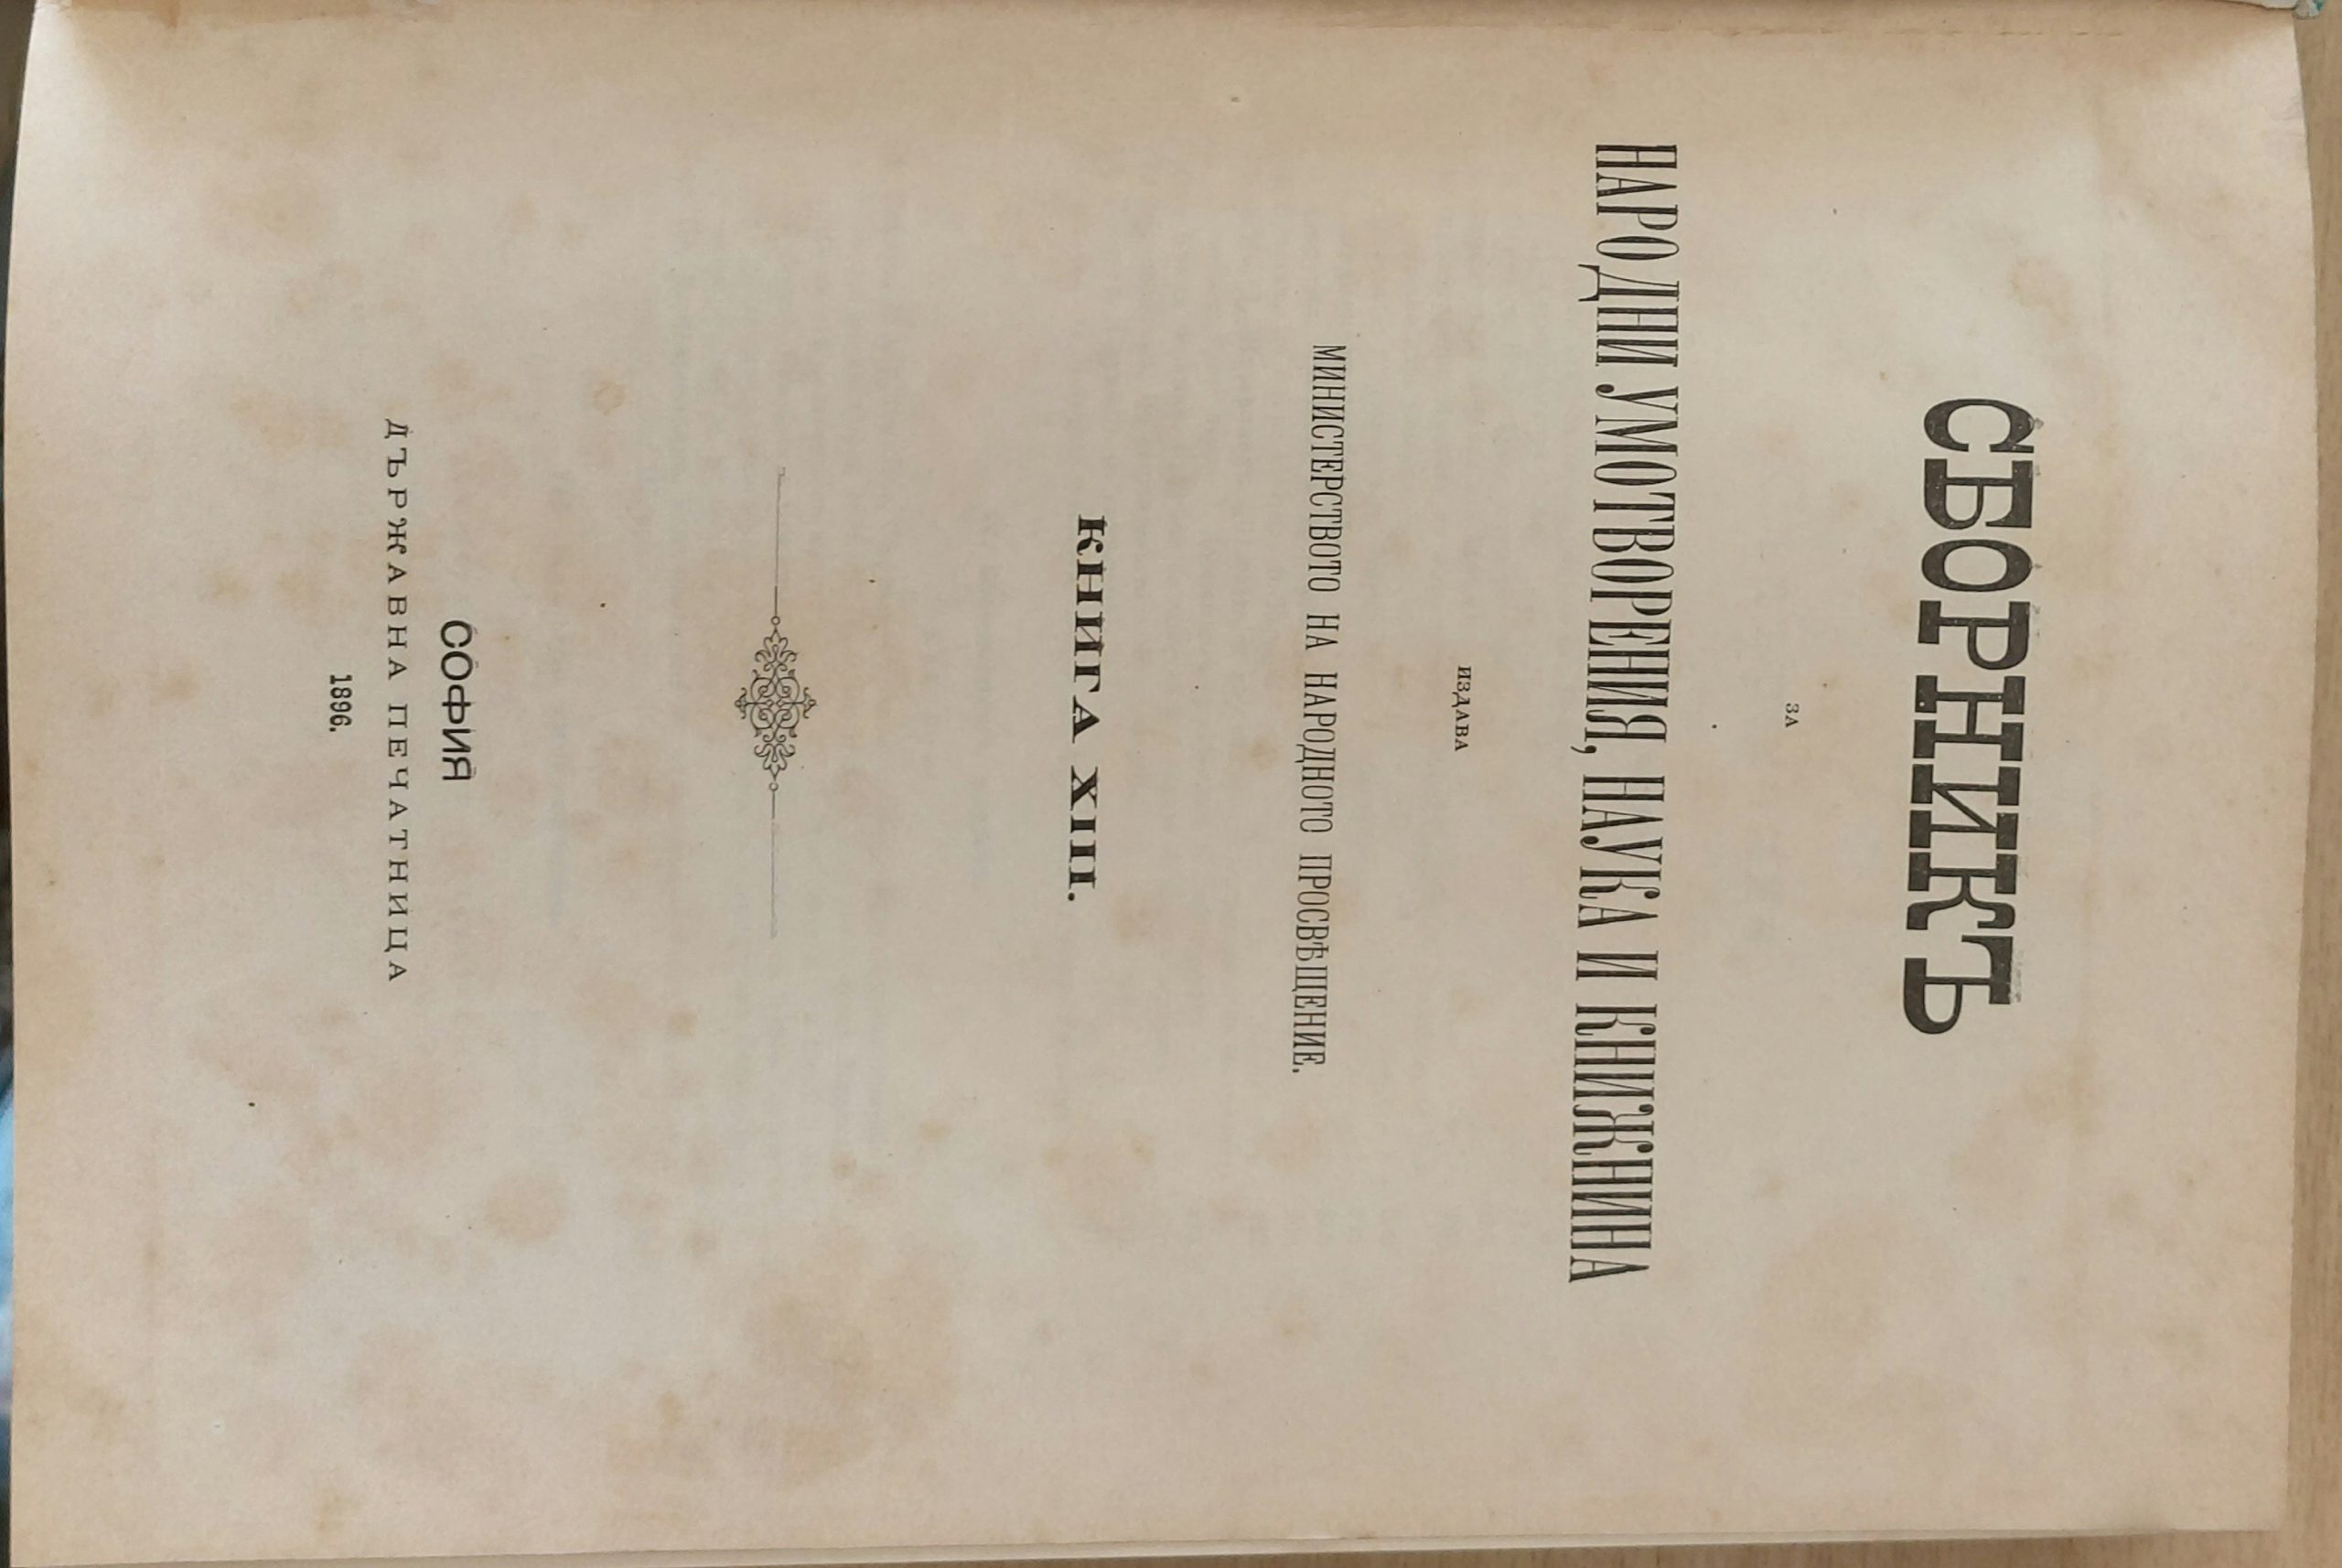 СБОРНИКЪ
ЗА
НАРОДНИ УМОТВОРЕНИЯ, НАУКА И КНИЖНИНА
ИЗДАВА
МИНИСТЕРСТВОТО НА НАРОДНОТО ПРОСВѢЩЕНИЕ.
КНИГА XIII.
СОФИЯ
ДЪРЖАВНА ПЕЧАТНИЦА
1896.